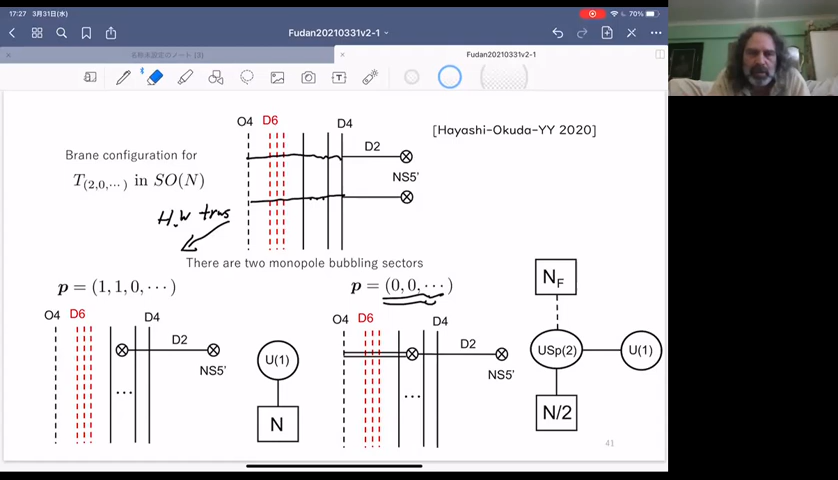 17:27 3月31日(水)
70%
Fudan20210331v2-1
名称未設定のノート (3)
Fudan20210331v2-1
O4 D6 D4
[Hayashi-Okuda-YY 2020]
Brane configuration for
T(2,0,⋯) in SO(N)
D2
NS5'
H.W trns
There are two monopole bubbling sectors
p = (1, 1, 0, ⋯)
p = (0, 0, ⋯)
O4 D6 D4
D2
NS5'
⋯
U(1)
N
O4 D6 D4
D2
NS5'
⋯
NF
USp(2)
U(1)
N/2
41